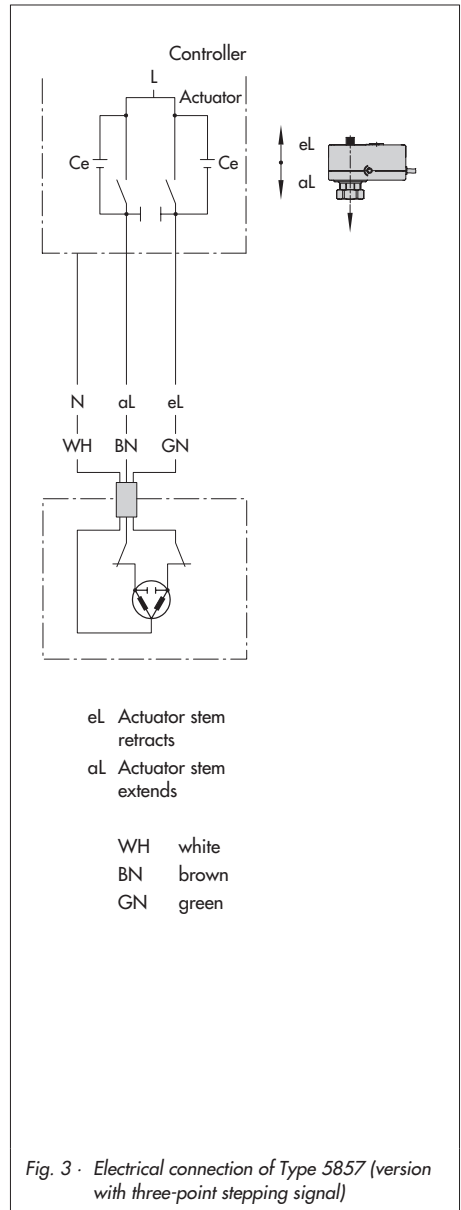 Controller
L
Actuator
Ce
Ce
eL
aL
N aL eL
WH BN GN
eL Actuator stem
retracts
aL Actuator stem
extends
WH white
BN brown
GN green
Fig. 3 · Electrical connection of Type 5857 (version
with three-point stepping signal)